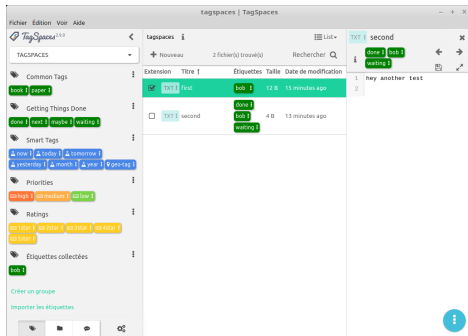 tagspaces | TagSpaces
Fichier Édition Voir Aide
TagSpaces
tagspaces
List
TXT second
TAGSPACES
Nouveau 2 fichier(s) trouvé(s) Rechercher
done bob
waiting
Extension Titre ↑ Étiquettes Taille Date de modification
1 hey another test
2
Common Tags
book paper
TXT first bob 12 B 15 minutes ago
Getting Things Done
done next maybe waiting
TXT second done bob waiting 4 B 13 minutes ago
Smart Tags
now today tomorrow
yesterday month year geo-tag
Priorities
high medium low
Ratings
Étiquettes collectées
bob
Créer un groupe
Importer les étiquettes